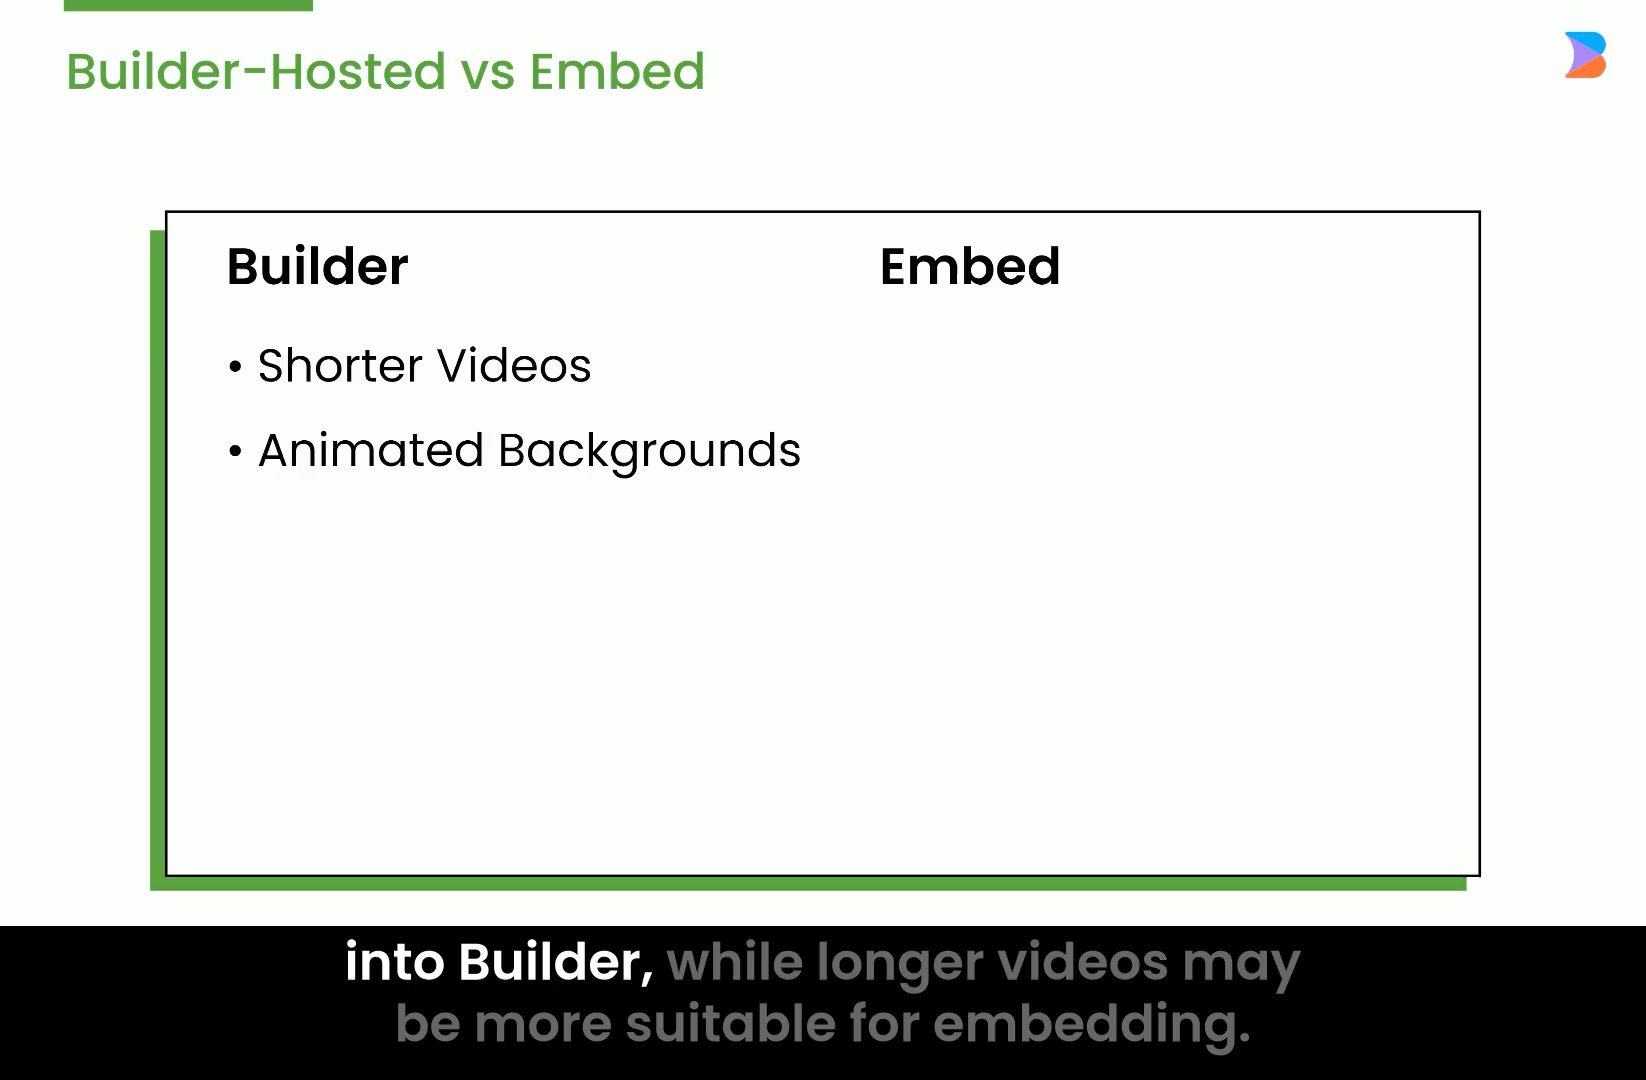 Builder-Hosted vs Embed
Builder
• Shorter Videos
• Animated Backgrounds
Embed
into Builder, while longer videos may
be more suitable for embedding.